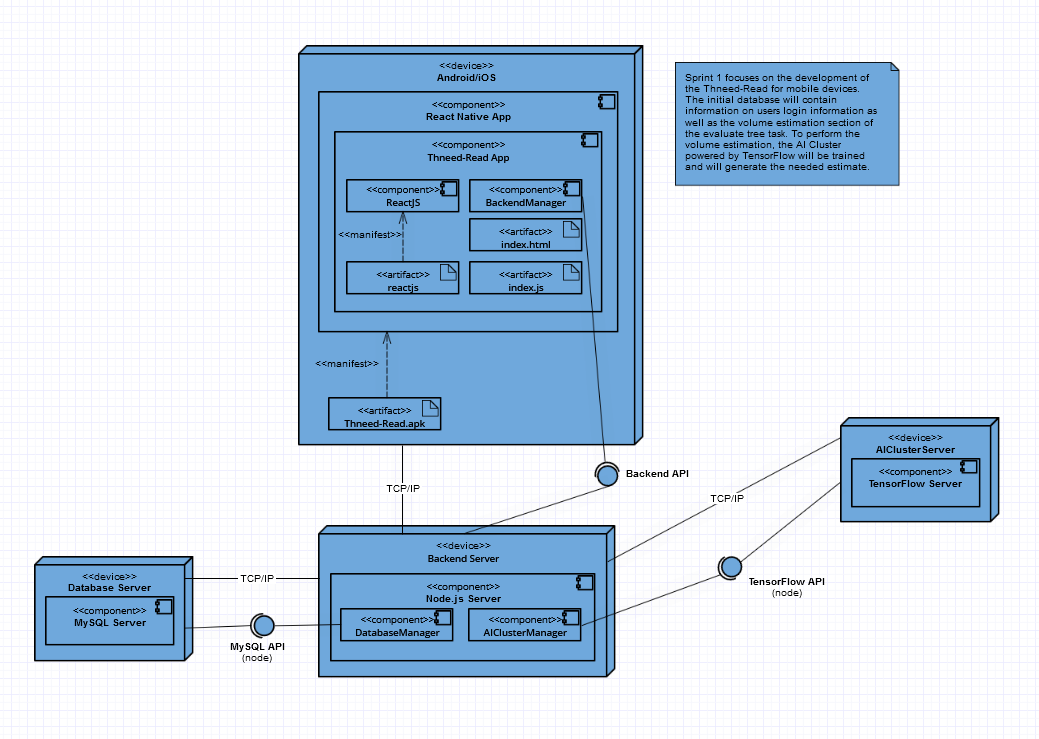 <<device>>
Android/iOS
<<component>>
React Native App
<<component>>
Thneed-Read App
<<component>>
ReactJS
<<component>>
BackendManager
<<artifact>>
index.html
<<manifest>>
<<artifact>>
reactjs
<<artifact>>
index.js
<<manifest>>
<<artifact>>
Thneed-Read.apk
Sprint 1 focuses on the development of
the Thneed-Read for mobile devices.
The initial database will contain
information on users login information as
well as the volume estimation section of
the evaluate tree task. To perform the
volume estimation, the AI Cluster
powered by TensorFlow will be trained
and will generate the needed estimate.
TCP/IP
Backend API
TCP/IP
<<device>>
AIClusterServer
<<component>>
TensorFlow Server
<<device>>
Backend Server
<<component>>
Node.js Server
<<component>>
DatabaseManager
<<component>>
AIClusterManager
TensorFlow API
(node)
TCP/IP
<<device>>
Database Server
<<component>>
MySQL Server
MySQL API
(node)